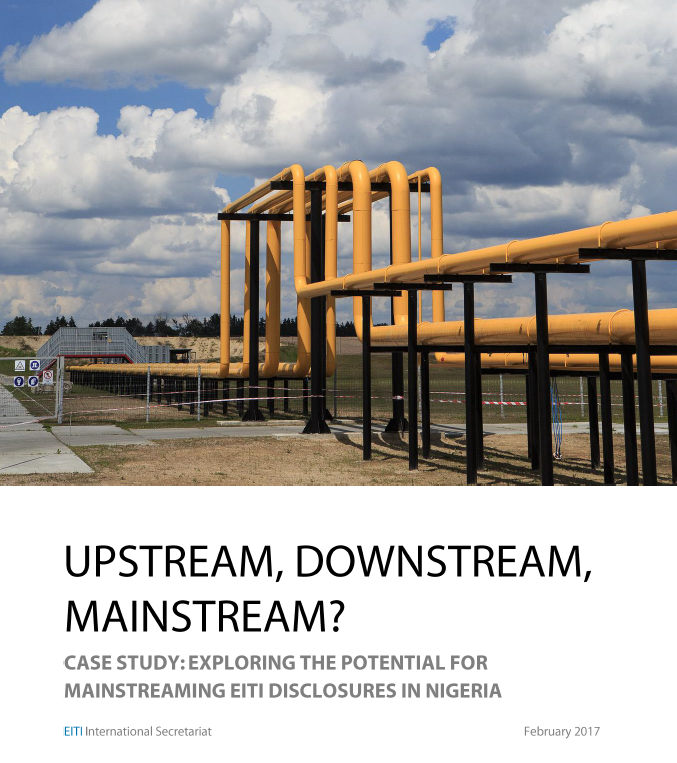 UPSTREAM, DOWNSTREAM,
MAINSTREAM?
CASE STUDY: EXPLORING THE POTENTIAL FOR
MAINSTREAMING EITI DISCLOSURES IN NIGERIA
EITI International Secretariat
February 2017